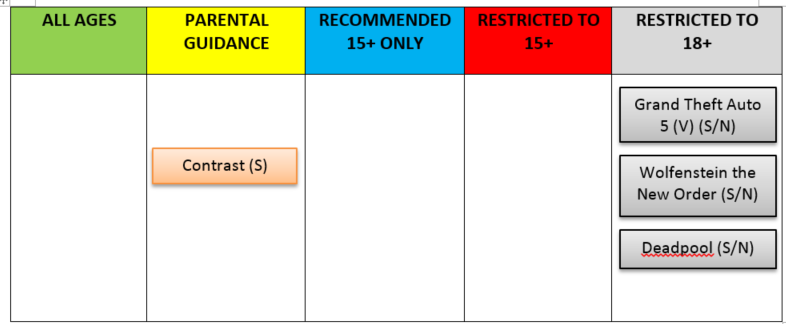 ALL AGES
PARENTAL
GUIDANCE
RECOMMENDED
15+ ONLY
RESTRICTED TO
15+
RESTRICTED TO
18+
Contrast (S)
Grand Theft Auto
5 (V) (S/N)
Wolfenstein the
New Order (S/N)
Deadpool (S/N)